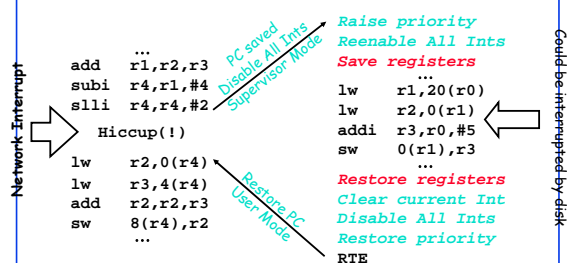 Network Interrupt
…
add r1,r2,r3
subi r4,r1,#4
slli r4,r4,#2
Hiccup(!)
lw r2,0(r4)
lw r3,4(r4)
add r2,r2,r3
sw 8(r4),r2
…
PC saved
Disable All Ints
Supervisor Mode
Restore PC
User Mode
Raise priority
Reenable All Ints
Save registers
…
lw r1,20(r0)
lw r2,0(r1)
addi r3,r0,#5
sw 0(r1),r3
…
Restore registers
Clear current Int
Disable All Ints
Restore priority
RTE
Could be interrupted by disk